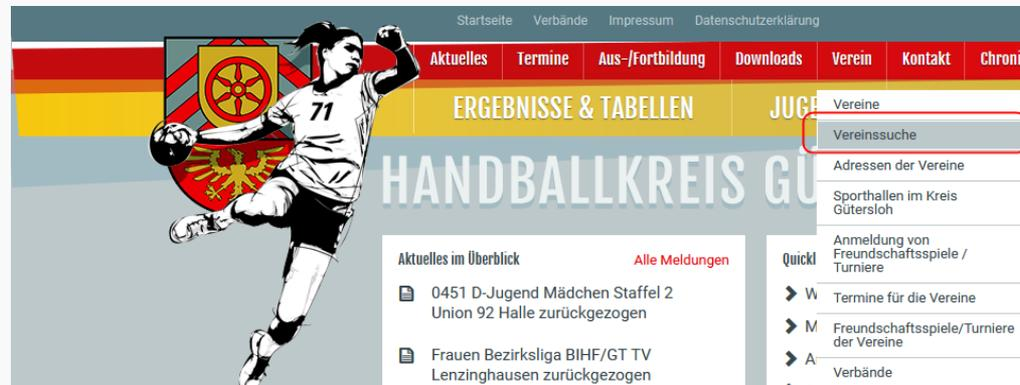 Startseite Verbände Impressum Datenschutzerklärung
Aktuelles Termine Aus-/Fortbildung Downloads Verein Kontakt
ERGEBNISSE & TABELLEN
71
HANDBALLKREIS
Vereine
Vereinssuche
Adressen der Vereine
Sporthallen im Kreis
Gütersloh
Anmeldung von
Freundschaftsspiele /
Turniere
Termine für die Vereine
Freundschaftsspiele/Turniere
der Vereine
Verbände
Aktuelles im Überblick Alle Meldungen
0451 D-Jugend Mädchen Staffel 2
Union 92 Halle zurückgezogen
Frauen Bezirksliga BIHF/GT TV
Lenzinghausen zurückgezogen